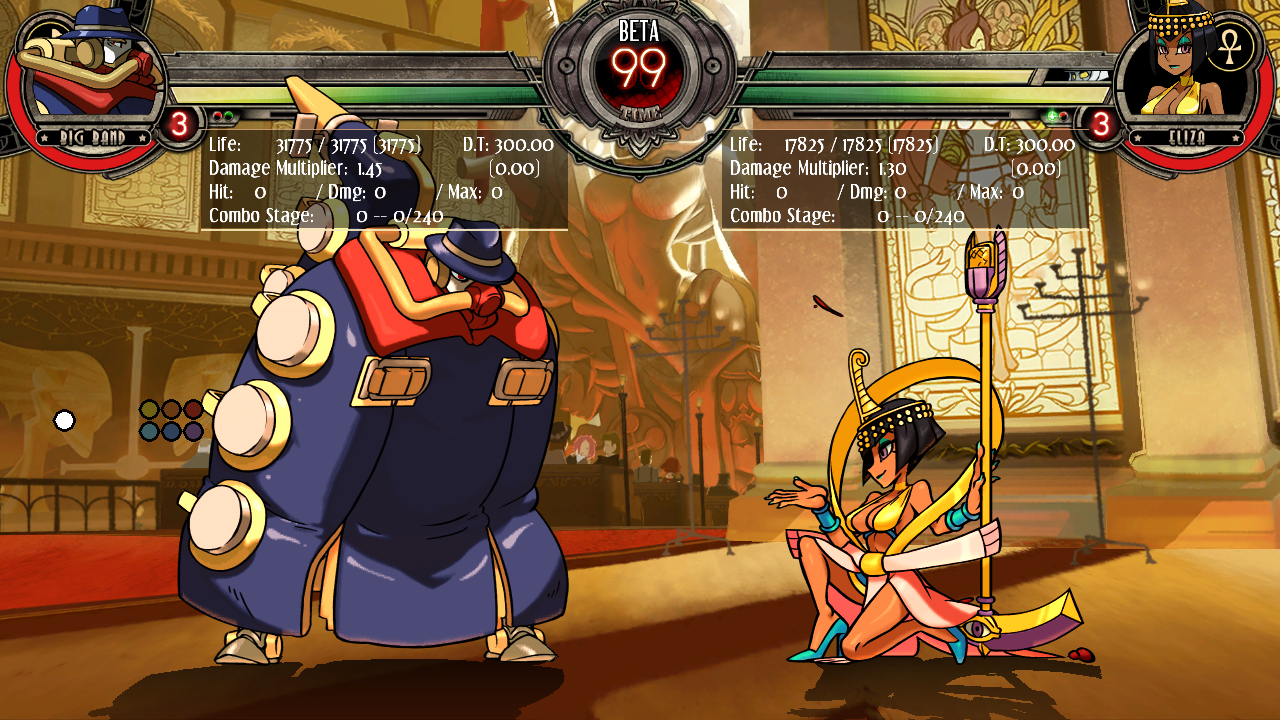 BETA
99
TIME
BIG BAND
3
3
ELIZA
Life: 31775 / 31775 (31775) D.T: 300.00
Damage Multiplier: 1.45 (0.00)
Hit: 0 / Dmg: 0 / Max: 0
Combo Stage: 0 -- 0/240
Life: 17825 / 17825 (17825) D.T: 300.00
Damage Multiplier: 1.30 (0.00)
Hit: 0 / Dmg: 0 / Max: 0
Combo Stage: 0 -- 0/240